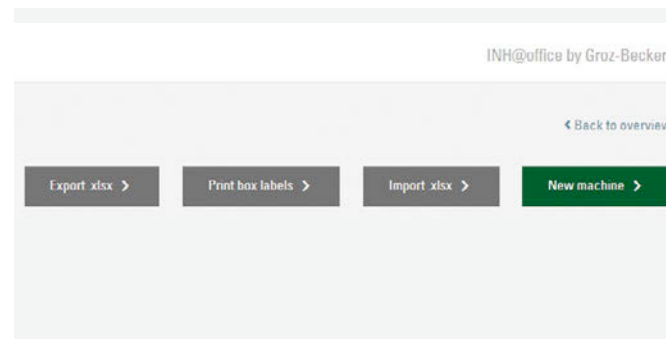 INH@office by Groz-Becker
Back to overview
Export .xlsx
Print box labels
Import .xlsx
New machine